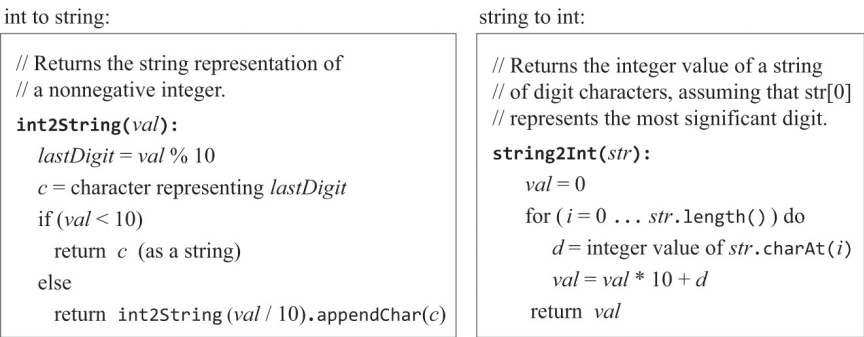 int to string:
// Returns the string representation of
// a nonnegative integer.
int2String(val):
lastDigit = val % 10
c = character representing lastDigit
if (val < 10)
return c (as a string)
else
return int2String (val / 10).appendChar(c)
string to int:
// Returns the integer value of a string
// of digit characters, assuming that str[0]
// represents the most significant digit.
string2Int(str):
val = 0
for ( i = 0 ... str.length() ) do
d = integer value of str.charAt(i)
val = val * 10 + d
return val